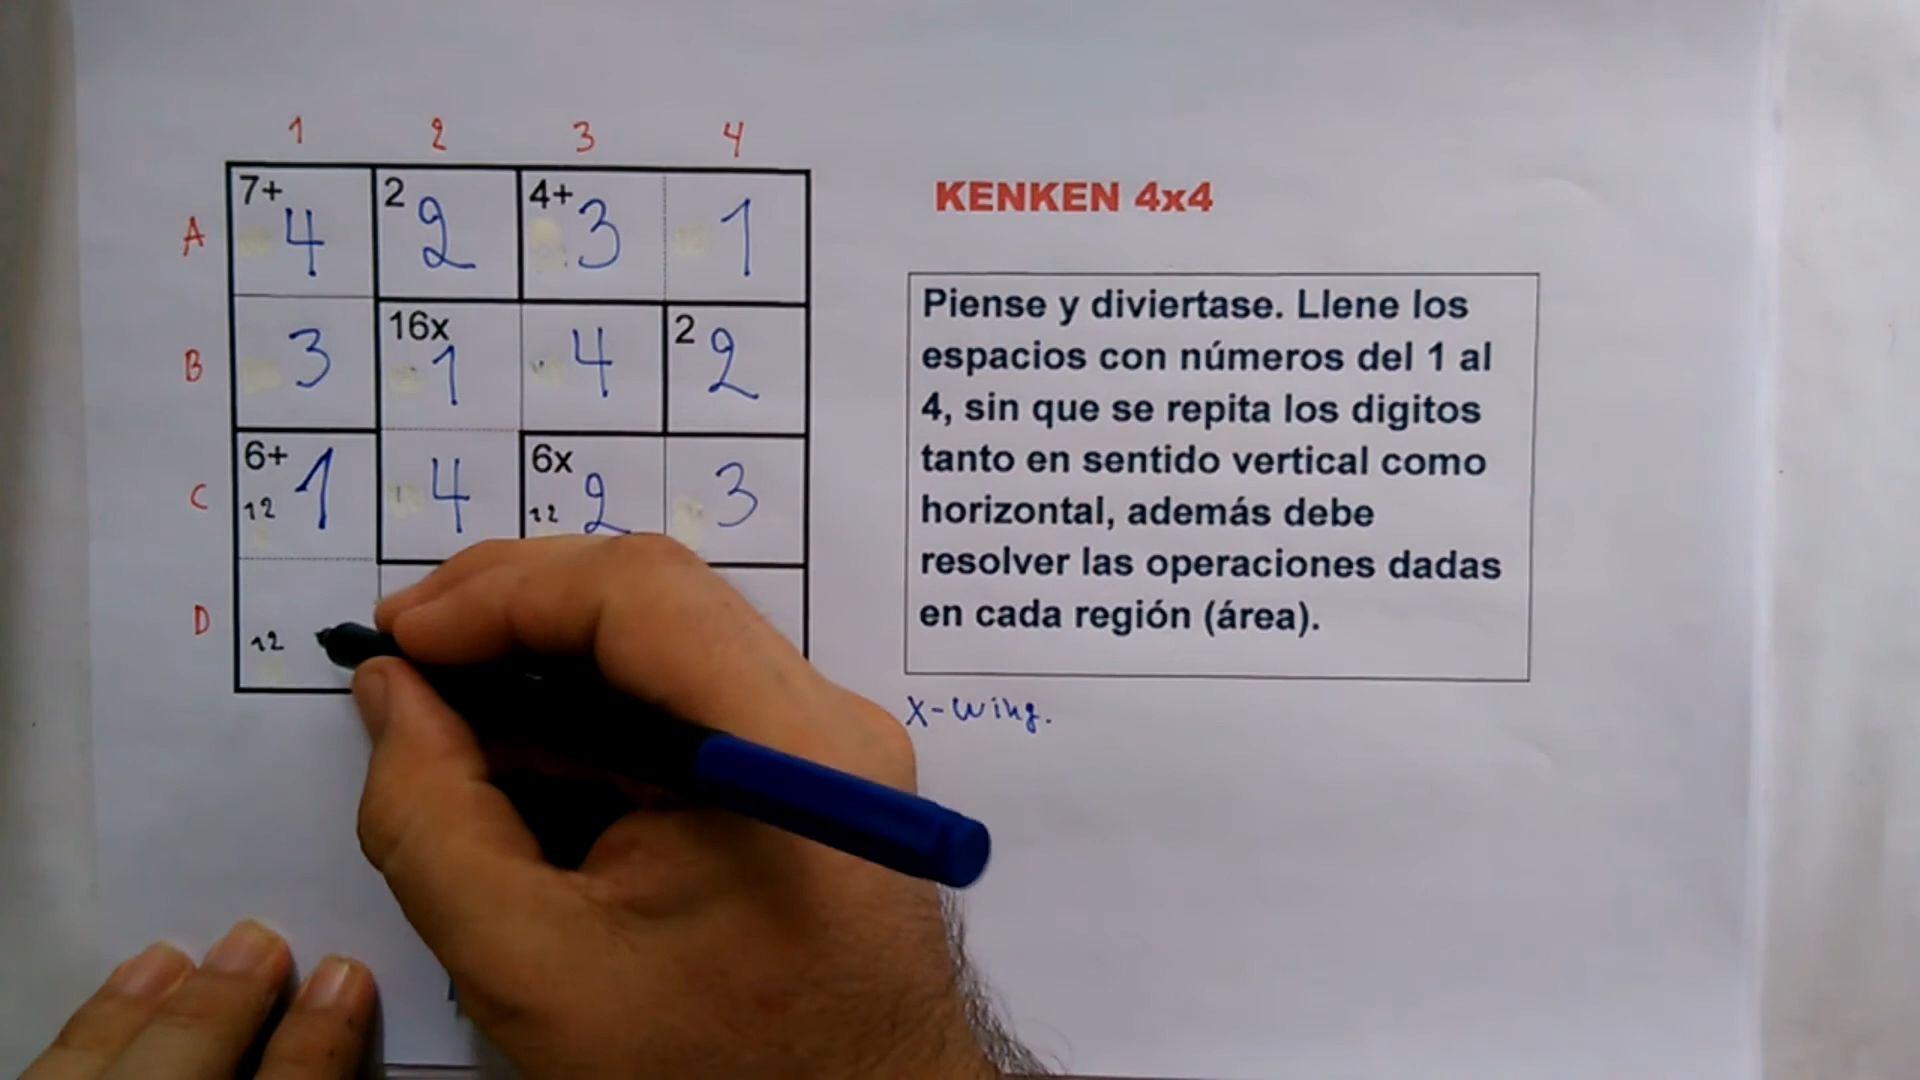 1 2 3 4
KENKEN 4x4
A 7+ 4 2 2 4+ 3 1
B 3 16x 1 4 2 2
C 6+ 12 1 4 6x 12 2 3
D 12
Piense y diviertase. Llene los
espacios con números del 1 al
4, sin que se repita los digitos
tanto en sentido vertical como
horizontal, además debe
resolver las operaciones dadas
en cada región (área).
X-Wing.